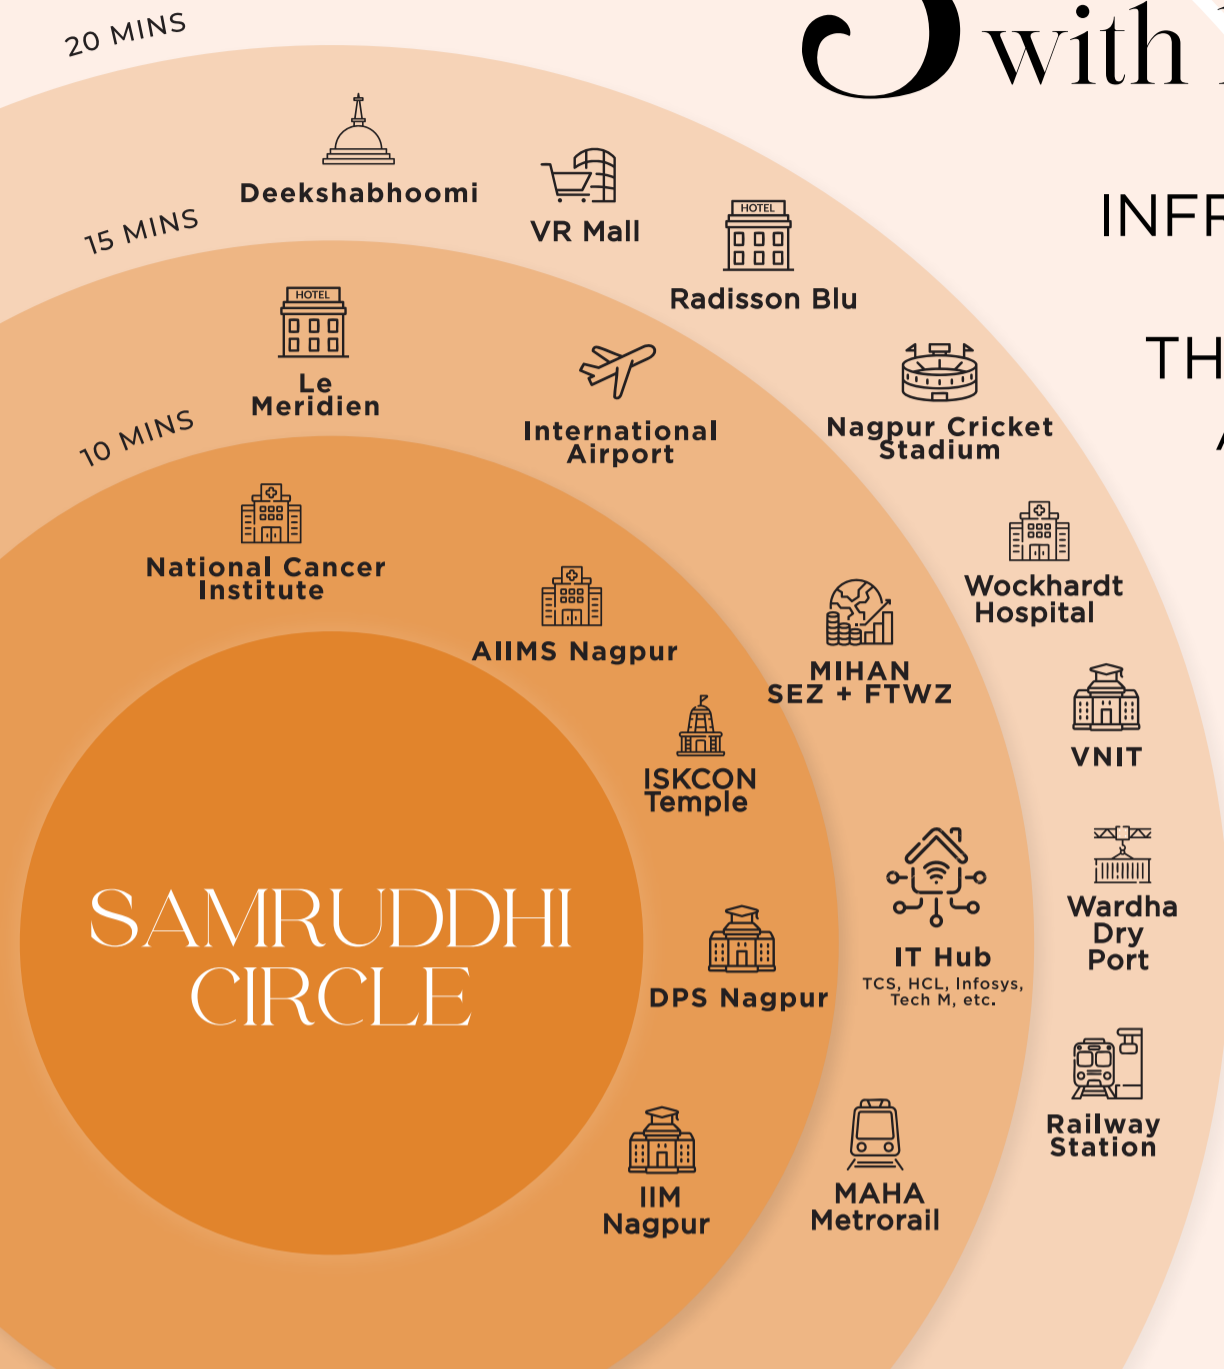 20 MINS
with
Deekshabhoomi
VR Mall
HOTEL
Radisson Blu
15 MINS
HOTEL
Le
Meridien
International
Airport
Nagpur Cricket
Stadium
10 MINS
National Cancer
Institute
AIIMS Nagpur
Wockhardt
Hospital
MIHAN
SEZ + FTWZ
ISKCON
Temple
VNIT
SAMRUDDHI
CIRCLE
DPS Nagpur
IT Hub
TCS, HCL, Infosys,
Tech M, etc.
Wardha
Dry
Port
IIM
Nagpur
MAHA
Metrorail
Railway
Station